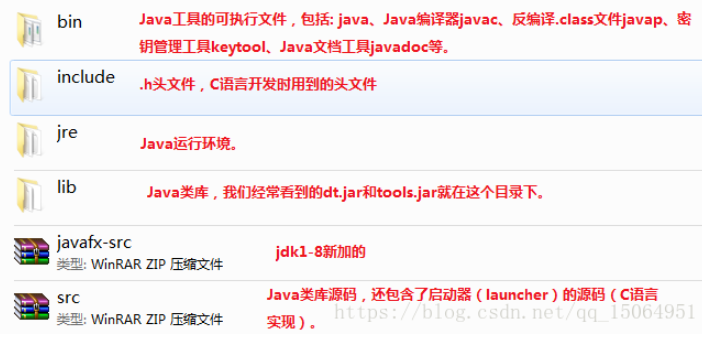 bin
Java工具的可执行文件，包括: java、Java编译器javac、反编译.class文件javap、密
钥管理工具keytool、Java文档工具javadoc等。
include
.h头文件，C语言开发时用到的头文件
jre
Java运行环境。
lib
Java类库，我们经常看到的dt.jar和tools.jar就在这个目录下。
javafx-src
类型: WinRAR ZIP 压缩文件
jdk1-8新加的
src
类型: WinRAR ZIP 压缩文件
Java类库源码，还包含了启动器（launcher）的源码（C语言
实现）。
https://blog.csdn.net/qq_15064951